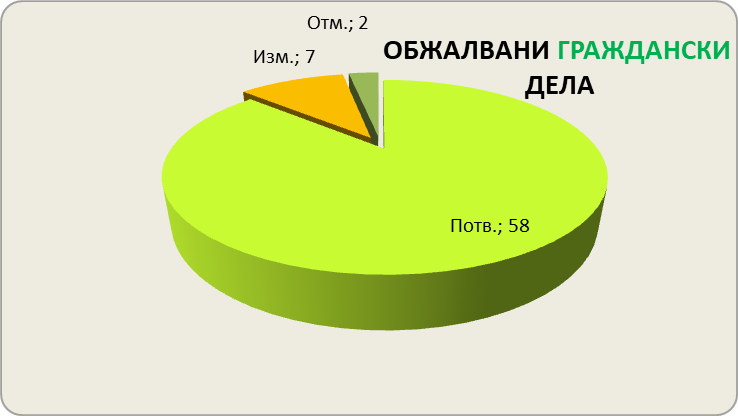 Отм.; 2
Изм.; 7
ОБЖАЛВАНИ ГРАЖДАНСКИ
ДЕЛА
Потв.; 58